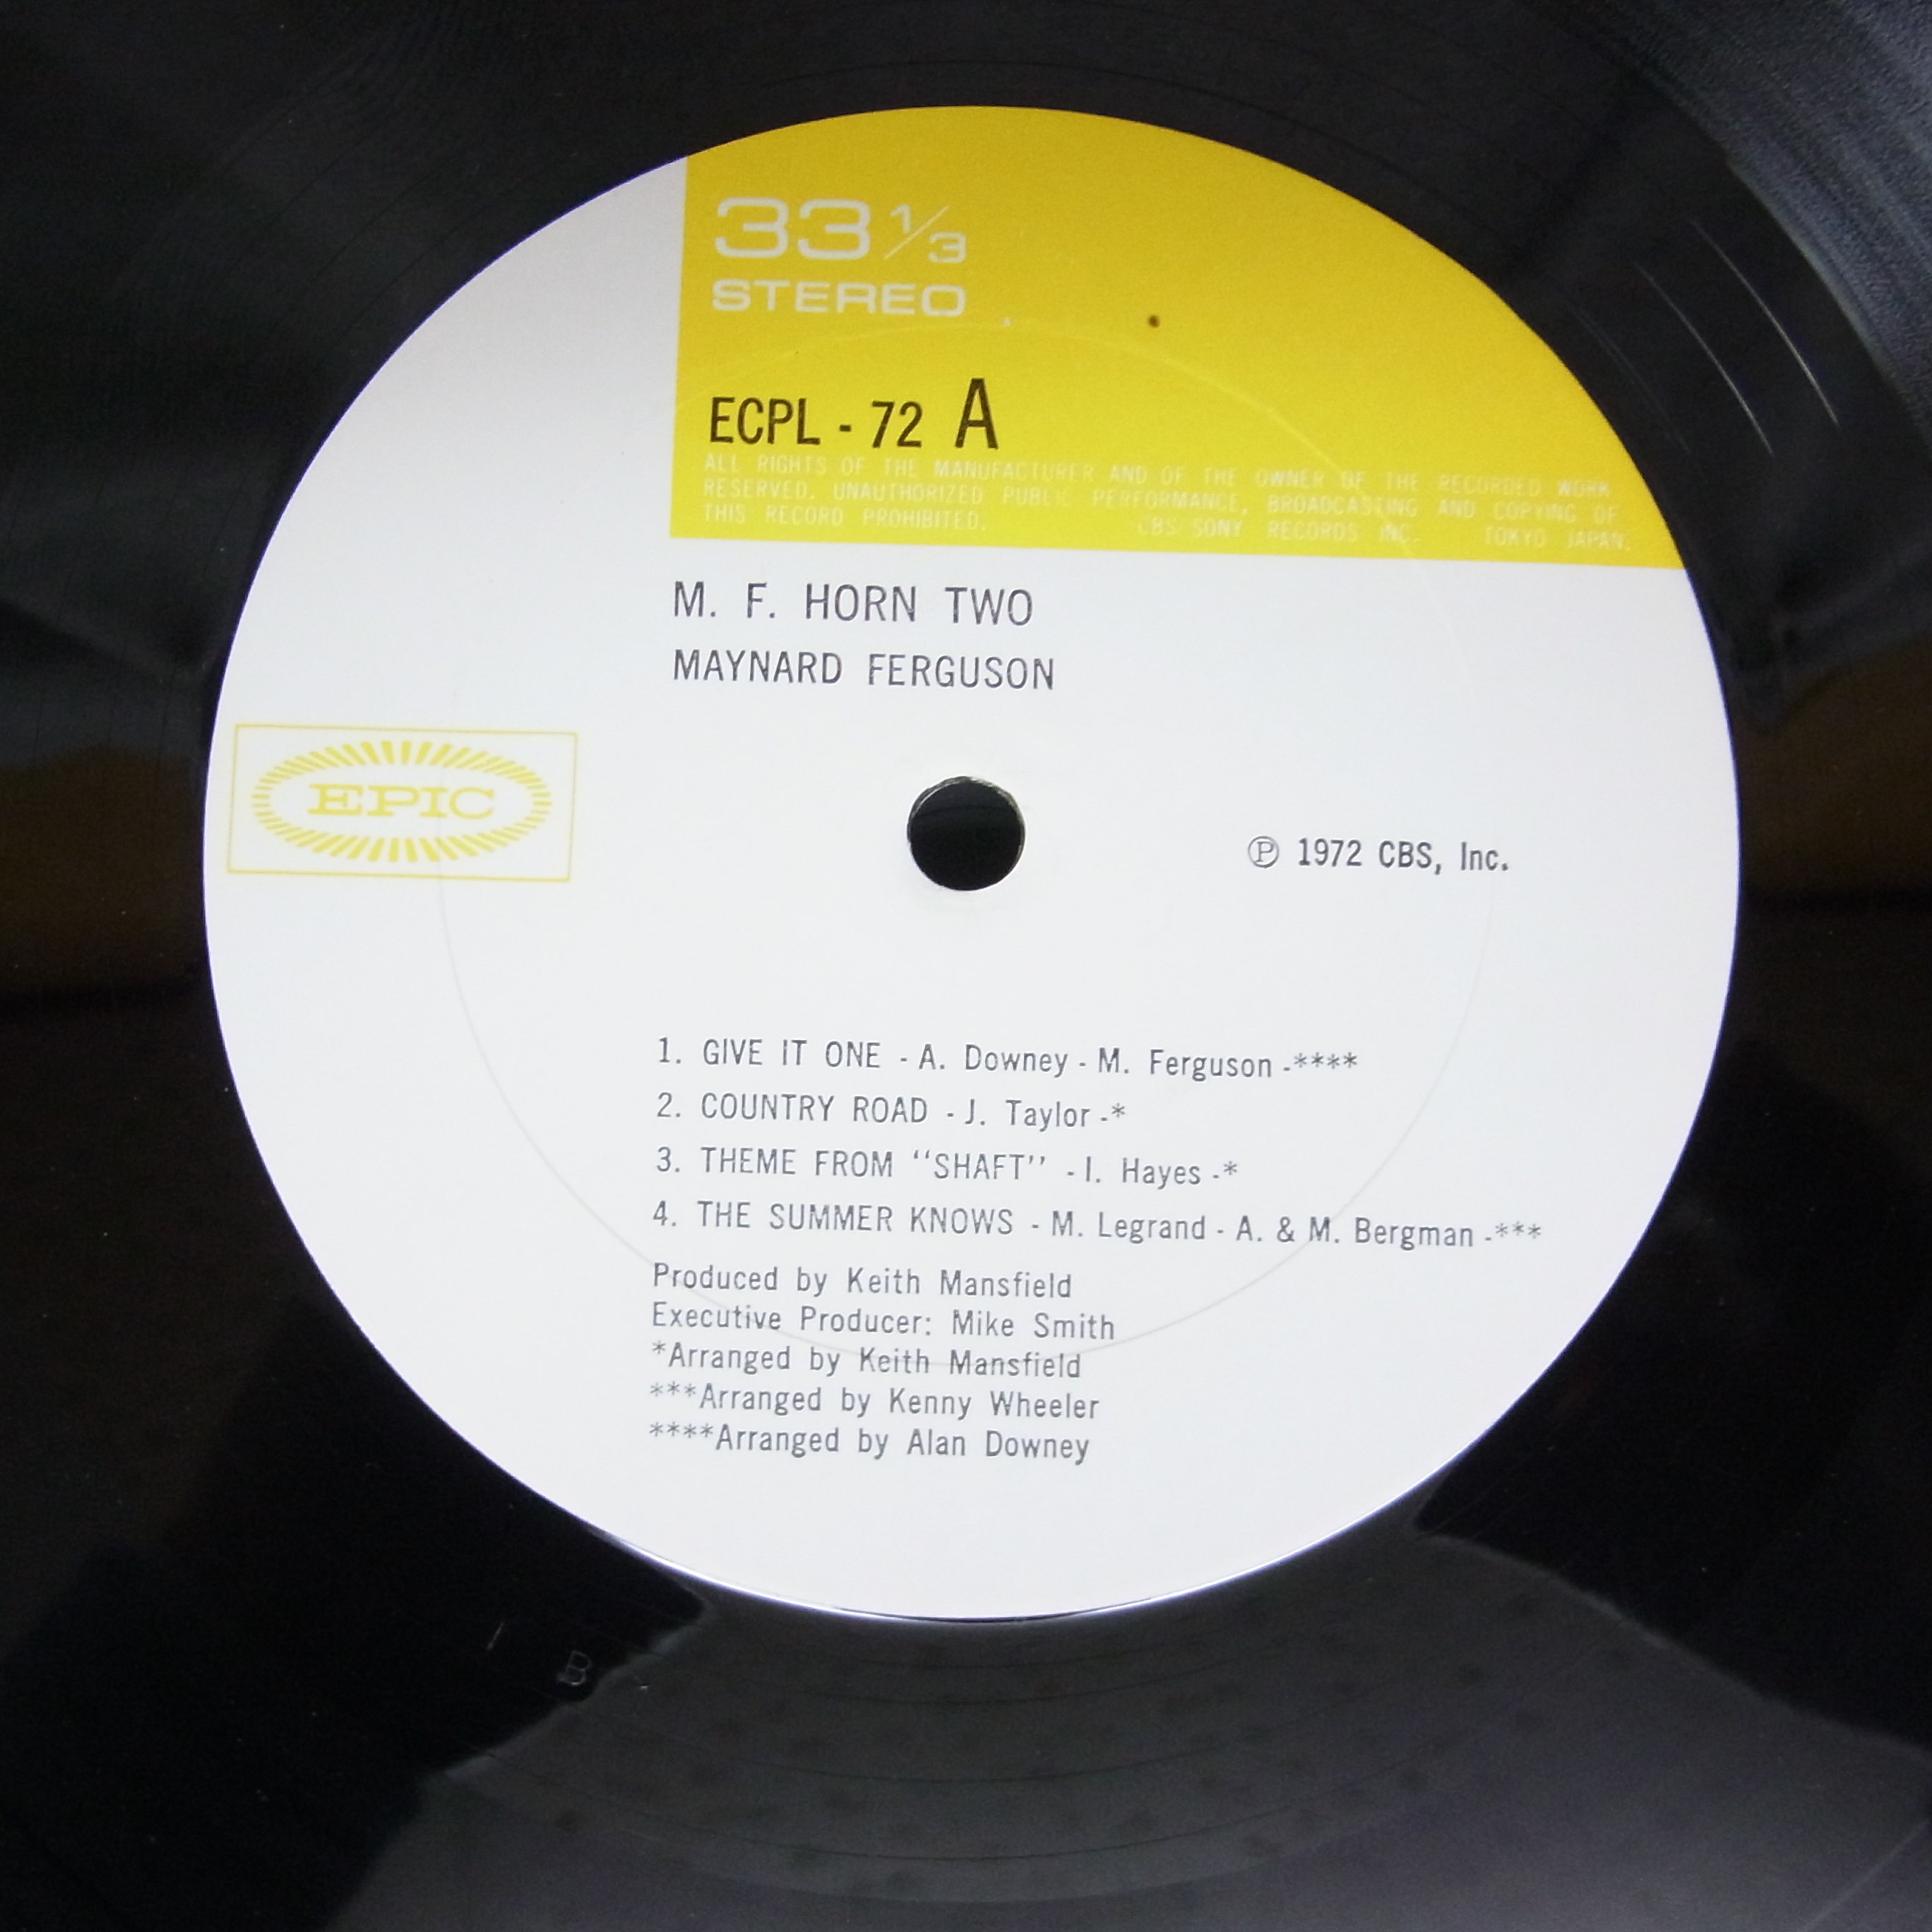 33 1/3
STEREO
ECPL - 72 A
ALL RIGHTS OF THE MANUFACTURER AND OF THE OWNER OF THE RECORDED WORK
RESERVED. UNAUTHORIZED PUBLIC PERFORMANCE, BROADCASTING AND COPYING OF
THIS RECORD PROHIBITED. CBS/SONY RECORDS INC. TOKYO JAPAN.
M. F. HORN TWO
MAYNARD FERGUSON
EPIC
℗ 1972 CBS, Inc.
1. GIVE IT ONE - A. Downey - M. Ferguson -****
2. COUNTRY ROAD - J. Taylor -*
3. THEME FROM “SHAFT” - I. Hayes -*
4. THE SUMMER KNOWS - M. Legrand - A. & M. Bergman -***
Produced by Keith Mansfield
Executive Producer: Mike Smith
*Arranged by Keith Mansfield
***Arranged by Kenny Wheeler
****Arranged by Alan Downey
B